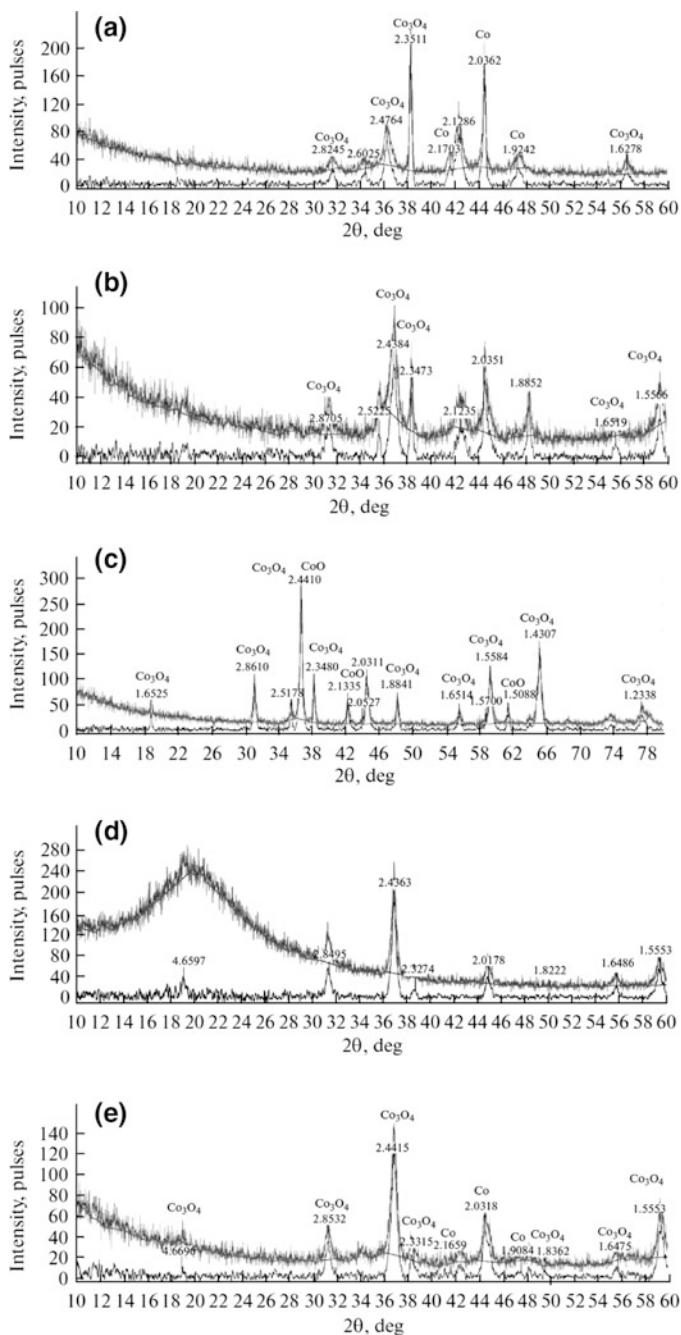 (a)
Intensity, pulses
200
160
120
80
40
0
Co₃O₄
2.8245
2.6025
Co₃O₄
2.4764
Co₃O₄
2.3511
Co
2.1703
2.1286
Co
2.0362
Co
1.9242
Co₃O₄
1.6278
10 12 14 16 18 20 22 24 26 28 30 32 34 36 38 40 42 44 46 48 50 52 54 56 58 60
2θ, deg
(b)
Intensity, pulses
100
80
60
40
20
0
Co₃O₄
2.8705
2.5225
Co₃O₄
2.4384
Co₃O₄
2.3473
2.1235
2.0351
1.8852
Co₃O₄
1.6519
Co₃O₄
1.5566
10 12 14 16 18 20 22 24 26 28 30 32 34 36 38 40 42 44 46 48 50 52 54 56 58 60
2θ, deg
(c)
Intensity, pulses
300
250
200
150
100
50
0
Co₃O₄
1.6525
Co₃O₄
2.8610
2.5178
Co₃O₄ CoO
2.4410
Co₃O₄
2.3480
CoO
2.1335
2.0527
2.0311
Co₃O₄
1.8841
Co₃O₄
1.6514
1.5700
Co₃O₄
1.5584
CoO
1.5088
Co₃O₄
1.4307
Co₃O₄
1.2338
10 14 18 22 26 30 34 38 42 46 50 54 58 62 66 70 74 78
2θ, deg
(d)
Intensity, pulses
280
240
200
160
120
80
40
0
4.6597
2.8495
2.4363
2.3274
2.0178
1.8222
1.6486
1.5553
10 12 14 16 18 20 22 24 26 28 30 32 34 36 38 40 42 44 46 48 50 52 54 56 58 60
2θ, deg
(e)
Intensity, pulses
140
120
100
80
60
40
20
0
Co₃O₄
4.6696
Co₃O₄
2.8532
Co₃O₄
2.4415
Co₃O₄
2.3315
Co
2.1659
Co
2.0318
Co
1.9084
Co₃O₄
1.8362
Co₃O₄
1.6475
Co₃O₄
1.5553
10 12 14 16 18 20 22 24 26 28 30 32 34 36 38 40 42 44 46 48 50 52 54 56 58 60
2θ, deg